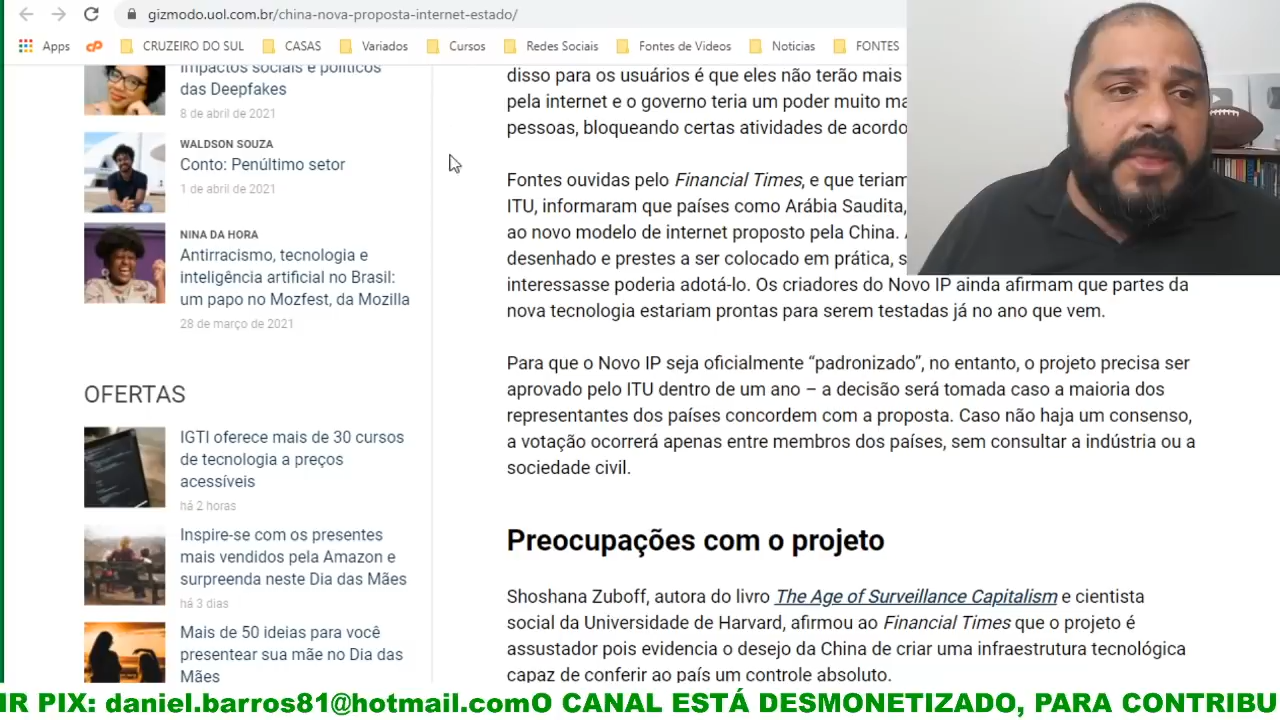 gizmodo.uol.com.br/china-nova-proposta-internet-estado/
Apps
CRUZEIRO DO SUL
CASAS
Variados
Cursos
Redes Sociais
Fontes de Videos
Noticias
FONTES
Impactos sociais e políticos
das Deepfakes
8 de abril de 2021
WALDSON SOUZA
Conto: Penúltimo setor
1 de abril de 2021
NINA DA HORA
Antirracismo, tecnologia e
inteligência artificial no Brasil:
um papo no Mozfest, da Mozilla
28 de março de 2021
OFERTAS
IGTI oferece mais de 30 cursos
de tecnologia a preços
acessíveis
há 2 horas
Inspire-se com os presentes
mais vendidos pela Amazon e
surpreenda neste Dia das Mães
há 3 dias
Mais de 50 ideias para você
presentear sua mãe no Dia das
Mães
disso para os usuários é que eles não terão mais
pela internet e o governo teria um poder muito
pessoas, bloqueando certas atividades de acordo
Fontes ouvidas pelo Financial Times, e que teriam
ITU, informaram que países como Arábia Saudita,
ao novo modelo de internet proposto pela China.
desenhado e prestes a ser colocado em prática,
interessasse poderia adotá-lo. Os criadores do Novo IP ainda afirmam que partes da
nova tecnologia estariam prontas para serem testadas já no ano que vem.
Para que o Novo IP seja oficialmente “padronizado”, no entanto, o projeto precisa ser
aprovado pelo ITU dentro de um ano – a decisão será tomada caso a maioria dos
representantes dos países concordem com a proposta. Caso não haja um consenso,
a votação ocorrerá apenas entre membros dos países, sem consultar a indústria ou a
sociedade civil.
Preocupações com o projeto
Shoshana Zuboff, autora do livro The Age of Surveillance Capitalism e cientista
social da Universidade de Harvard, afirmou ao Financial Times que o projeto é
assustador pois evidencia o desejo da China de criar uma infraestrutura tecnológica
capaz de conferir ao país um controle absoluto.
IR PIX: daniel.barros81@hotmail.comO CANAL ESTÁ DESMONETIZADO, PARA CONTRIBU